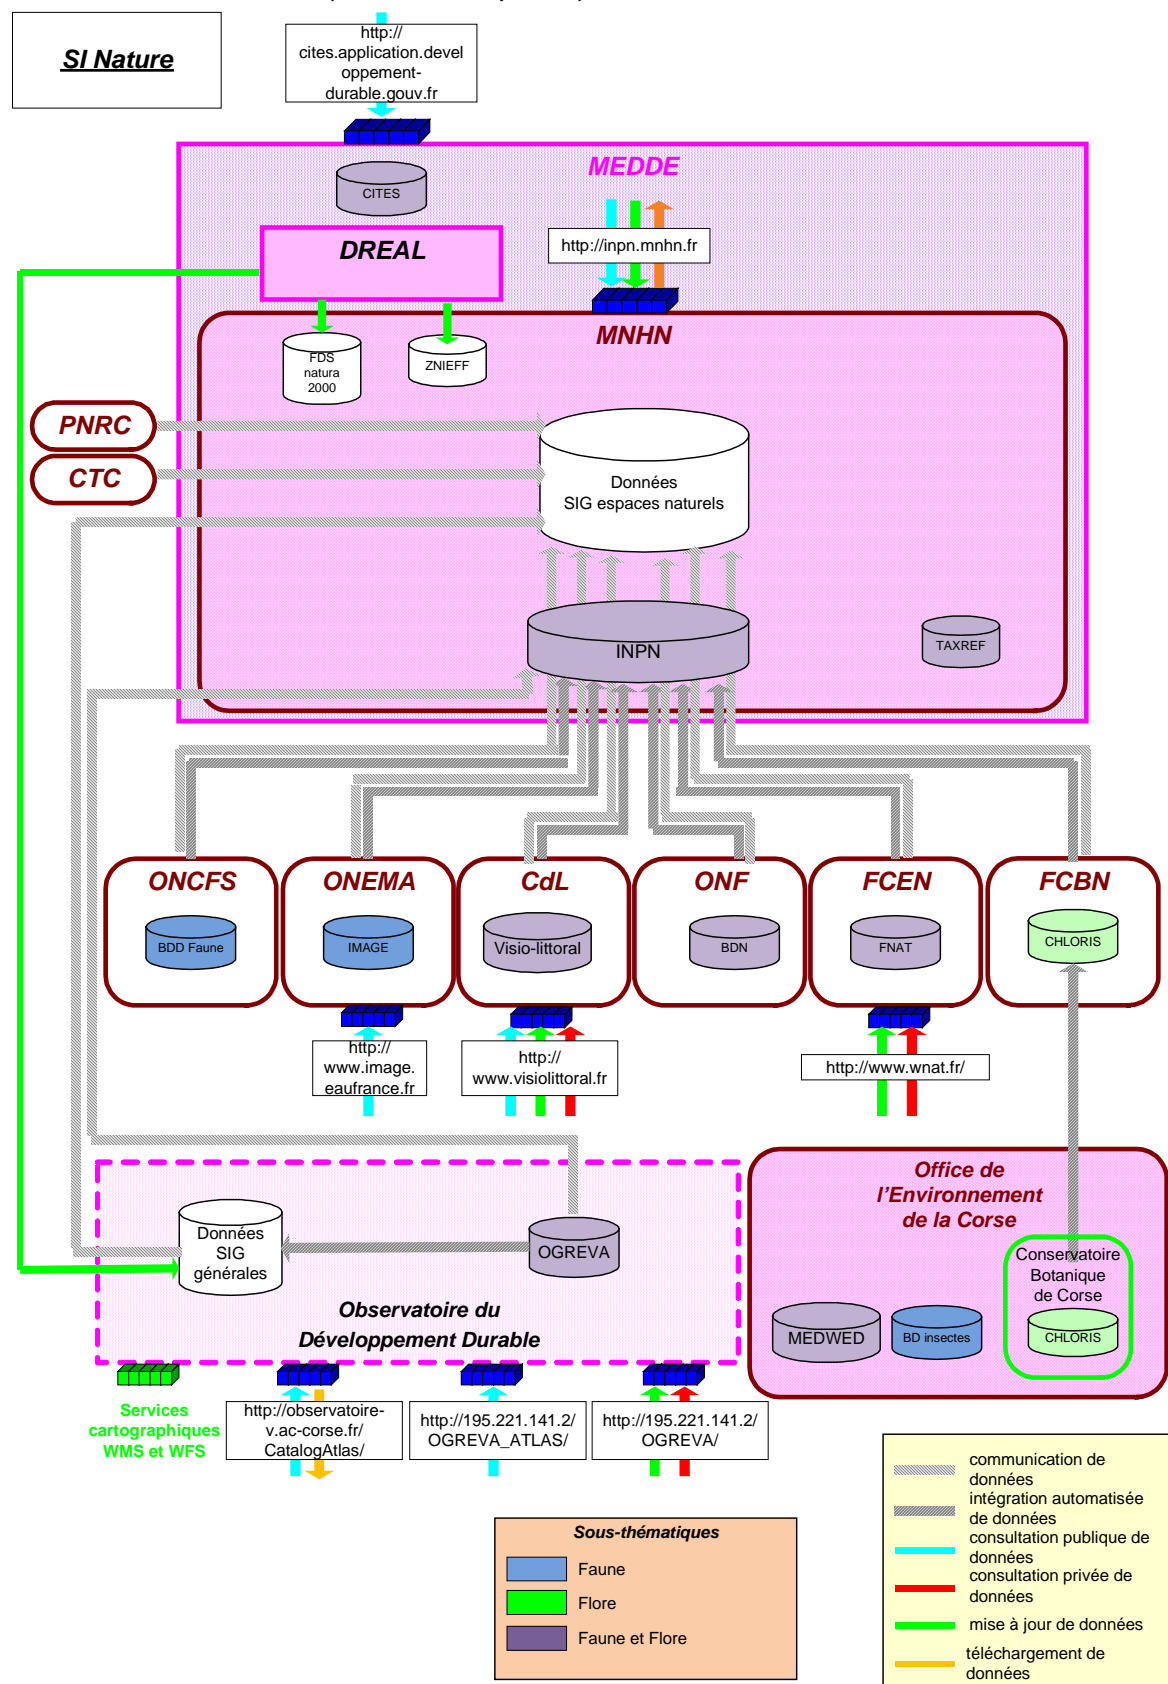 SI Nature
http://
cites.application.devel
oppement-
durable.gouv.fr
MEDDE
CITES
DREAL
http://inpn.mnhn.fr
MNHN
FDS
natura
2000
ZNIEFF
PNRC
CTC
Données
SIG espaces naturels
INPN
TAXREF
ONCFS
ONEMA
CdL
ONF
FCEN
FCBN
BDD Faune
IMAGE
Visio-littoral
BDN
FNAT
CHLORIS
http://
www.image.
eaufrance.fr
http://
www.visiolittoral.fr
http://www.wnat.fr/
Office de
l'Environnement
de la Corse
Données
SIG
générales
OGREVA
Conservatoire
Botanique
de Corse
MEDWED
BD insectes
CHLORIS
Observatoire du
Développement Durable
Services
cartographiques
WMS et WFS
http://observatoire-
v.ac-corse.fr/
CatalogAtlas/
http://195.221.141.2/
OGREVA_ATLAS/
http://195.221.141.2/
OGREVA/
Sous-thématiques
Faune
Flore
Faune et Flore
communication de
données
intégration automatisée
de données
consultation publique de
données
consultation privée de
données
mise à jour de données
téléchargement de
données